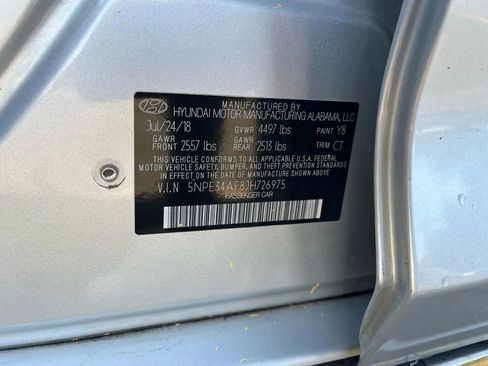 MANUFACTURED BY
HYUNDAI MOTOR MANUFACTURING ALABAMA, LLC
Jul/24/18 GVWR 4497 lbs PAINT Y8
GAWR FRONT 2557 lbs GAWR REAR 2513 lbs TRIM CT
THIS VEHICLE CONFORMS TO ALL APPLICABLE FEDERAL
MOTOR VEHICLE SAFETY, BUMPER, AND THEFT PREVENTION
STANDARDS IN EFFECT ON THE DATE OF MANUFACTURE SHOWN ABOVE.
V.I.N 5NPE34AF8JH726975
PASSENGER CAR